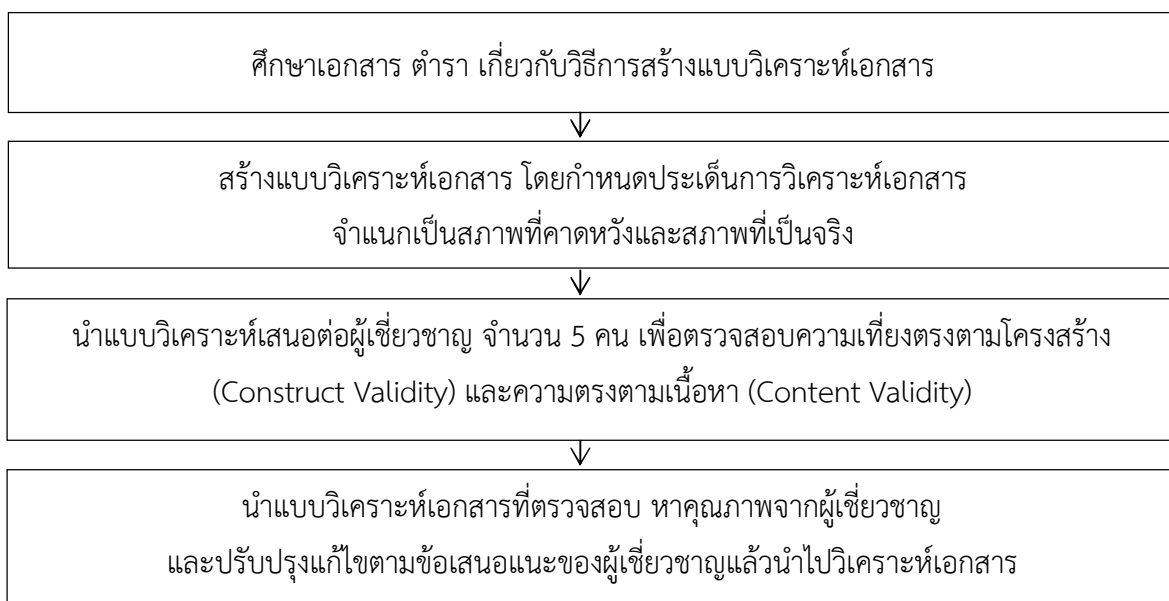 ศึกษาเอกสาร ตำรา เกี่ยวกับวิธีการสร้างแบบวิเคราะห์เอกสาร
สร้างแบบวิเคราะห์เอกสาร โดยกำหนดประเด็นการวิเคราะห์เอกสาร
จำแนกเป็นสภาพที่คาดหวังและสภาพที่เป็นจริง
นำแบบวิเคราะห์เสนอต่อผู้เชี่ยวชาญ จำนวน 5 คน เพื่อตรวจสอบความเที่ยงตรงตามโครงสร้าง
(Construct Validity) และความตรงตามเนื้อหา (Content Validity)
นำแบบวิเคราะห์เอกสารที่ตรวจสอบ หาคุณภาพจากผู้เชี่ยวชาญ
และปรับปรุงแก้ไขตามข้อเสนอแนะของผู้เชี่ยวชาญแล้วนำไปวิเคราะห์เอกสาร